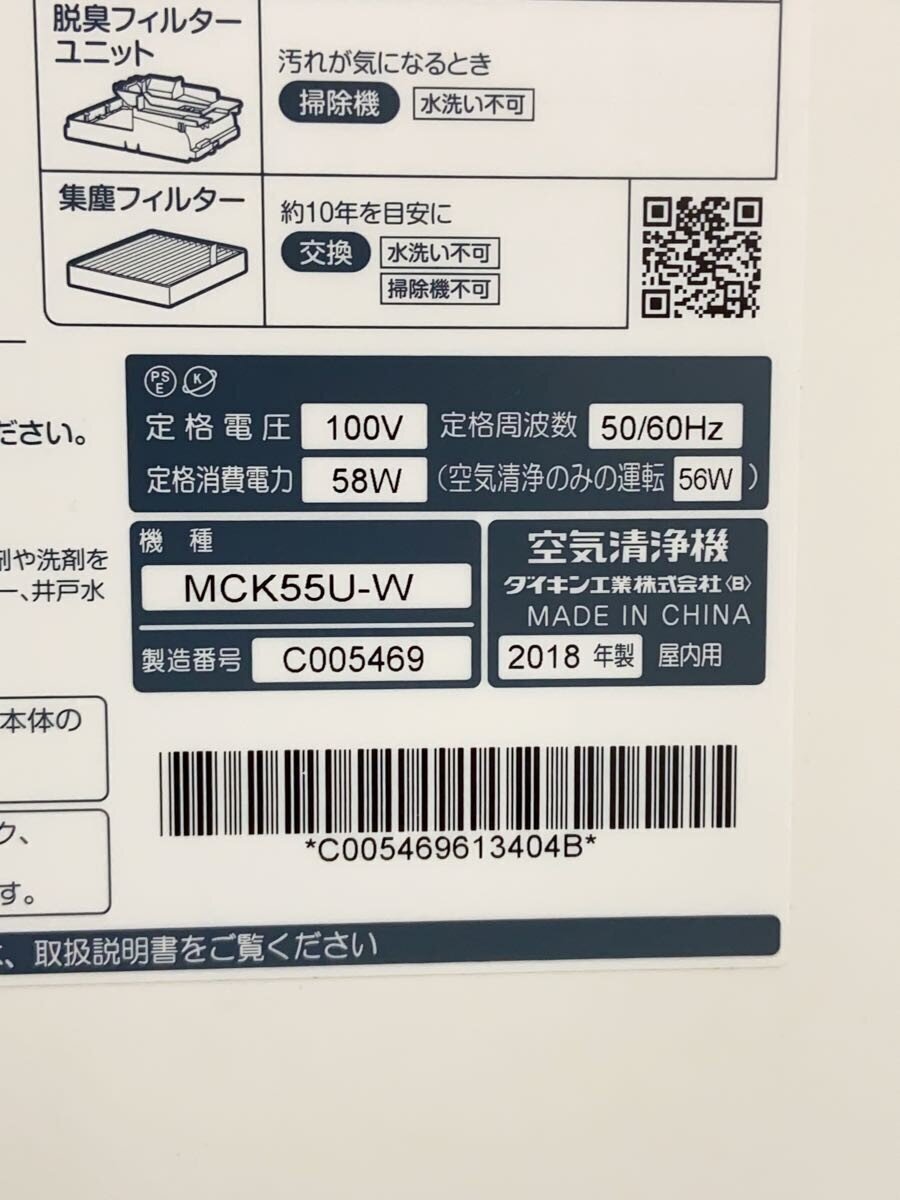 脱臭フィルター
ユニット
汚れが気になるとき
掃除機 水洗い不可
集塵フィルター
約10年を目安に
交換 水洗い不可
掃除機不可
ださい。
PS
E
K
定格電圧 100V 定格周波数 50/60Hz
定格消費電力 58W (空気清浄のみの運転 56W)
剤や洗剤を
ー、井戸水
機種
MCK55U-W
製造番号 C005469
空気清浄機
ダイキン工業株式会社〈B〉
MADE IN CHINA
2018 年製 屋内用
本体の
ク、
す。
*C005469613404B*
、取扱説明書をご覧ください